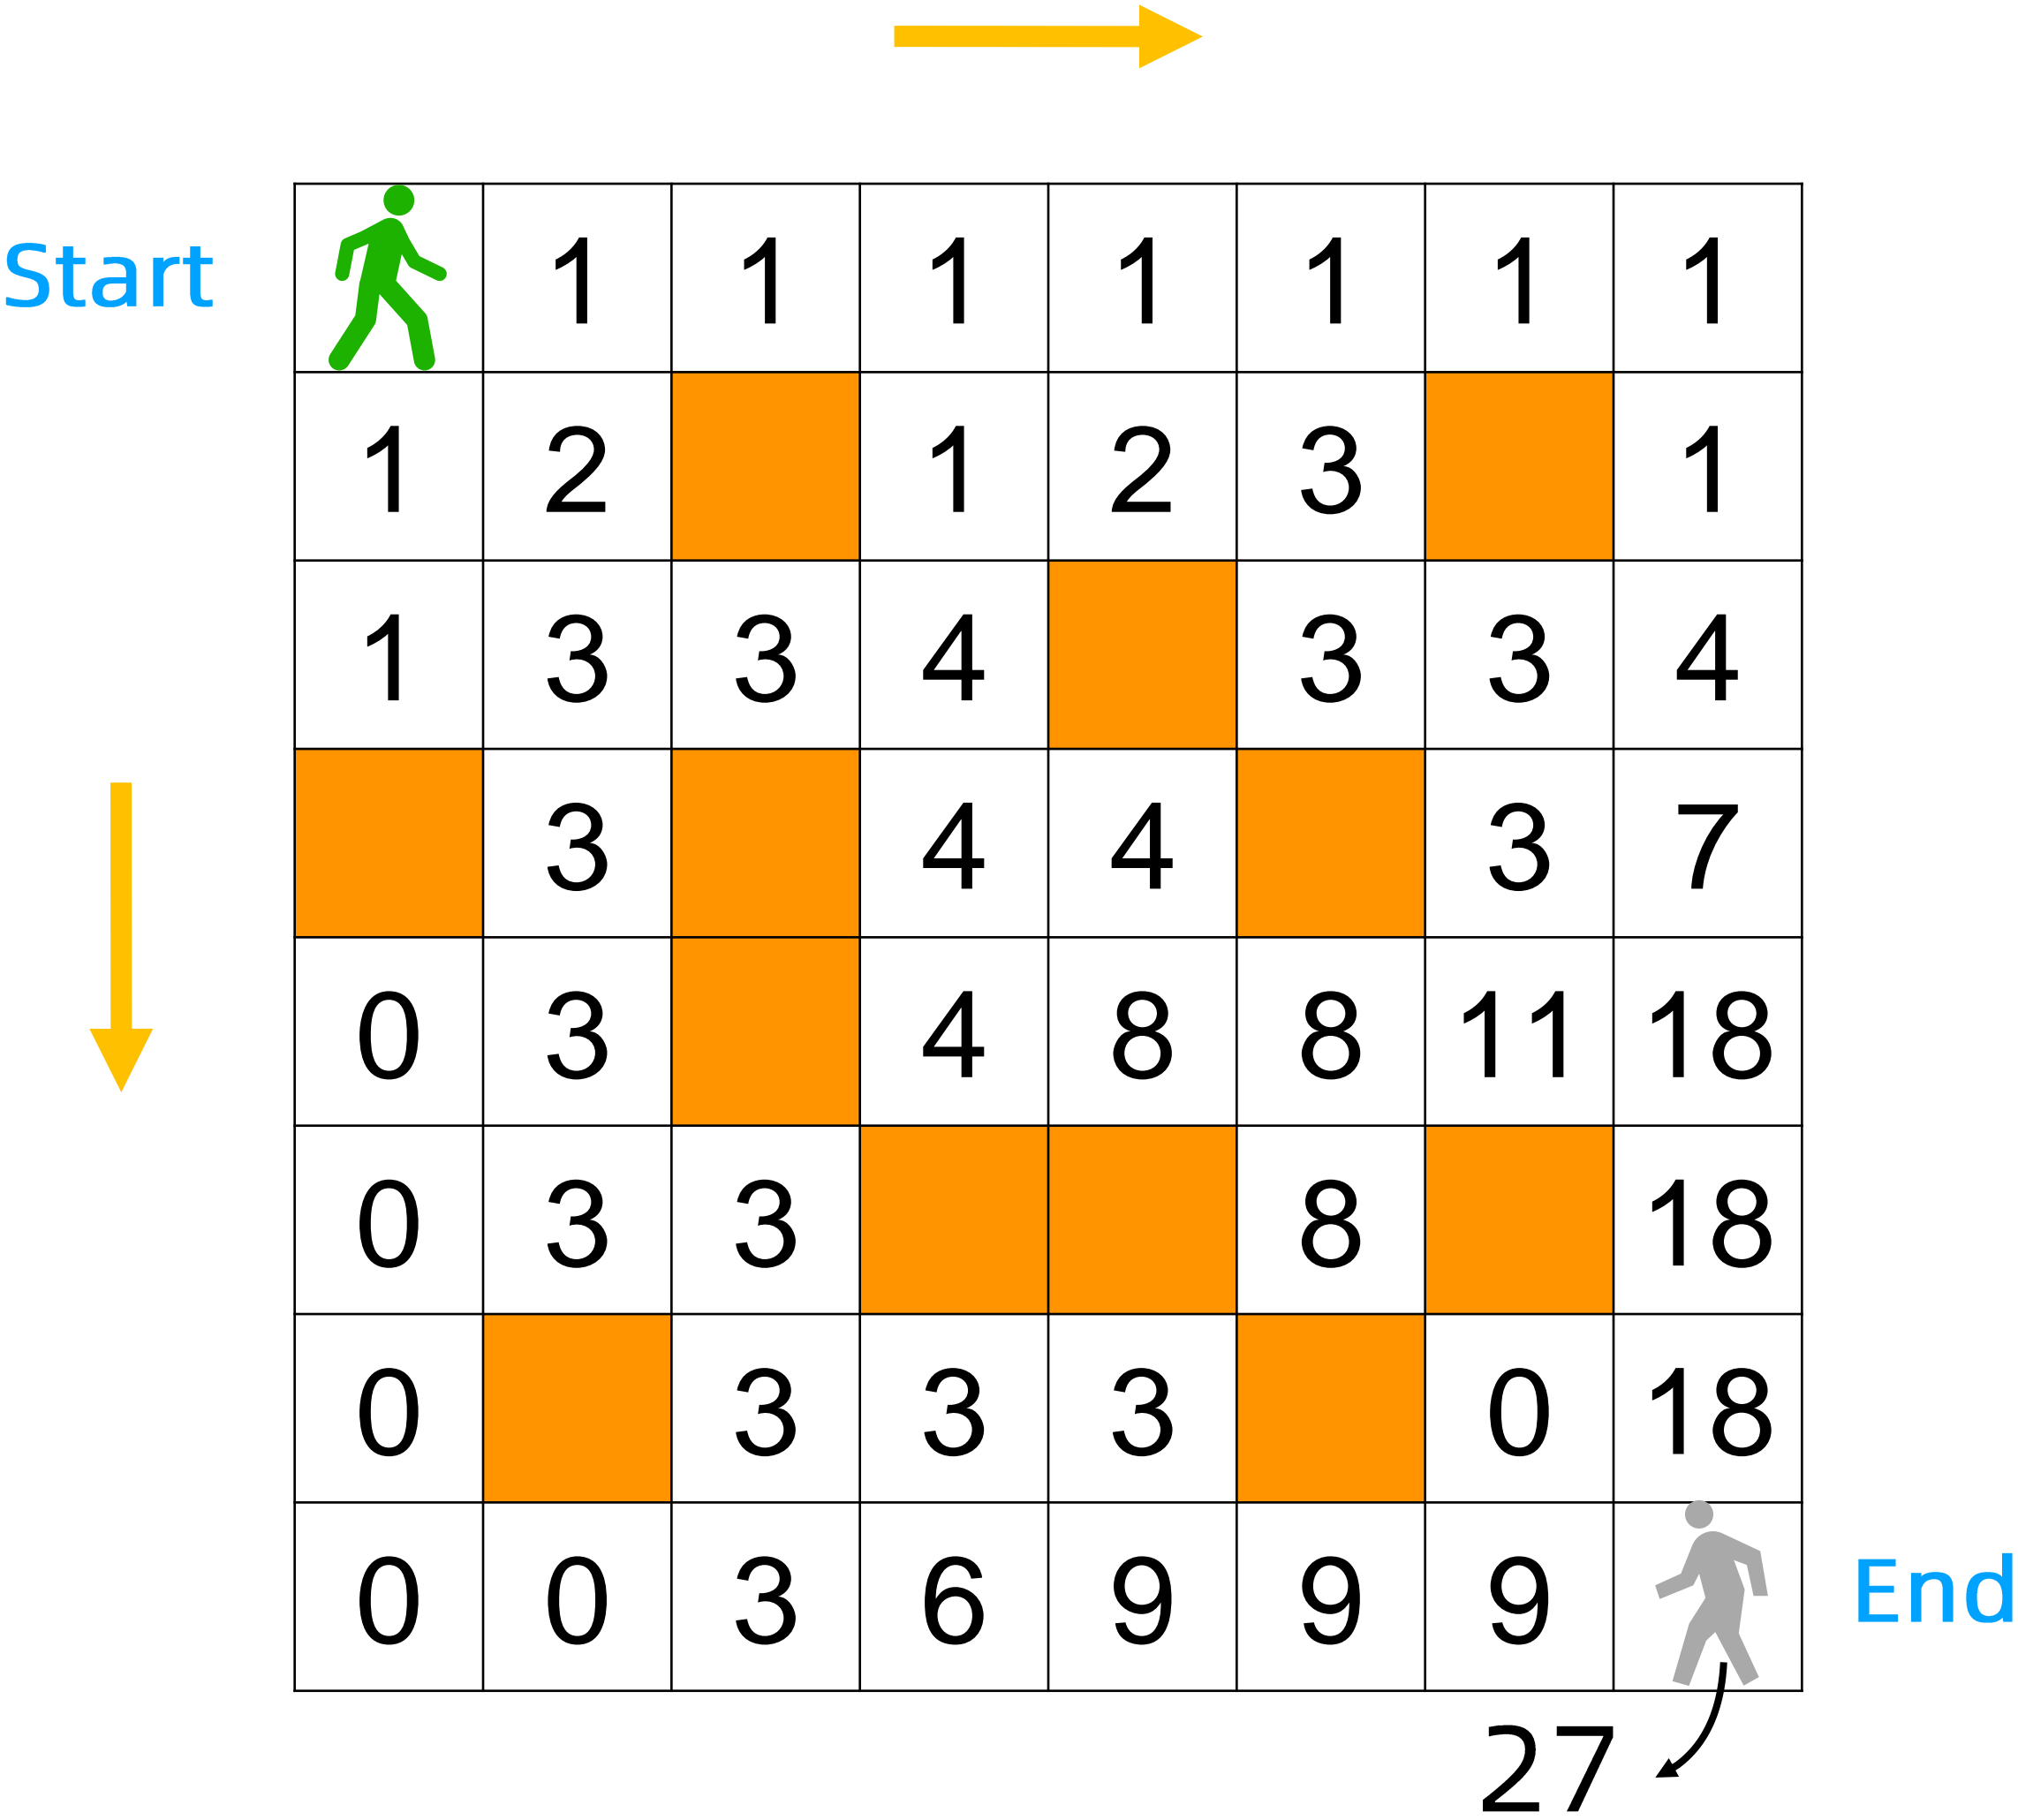 Start 1 1 1 1 1 1 1
1 2 1 2 3 1
1 3 3 4 3 3 4
3 4 4 3 7
0 3 4 8 8 11 18
0 3 3 8 18
0 3 3 3 0 18
0 0 3 6 9 9 9 End
27